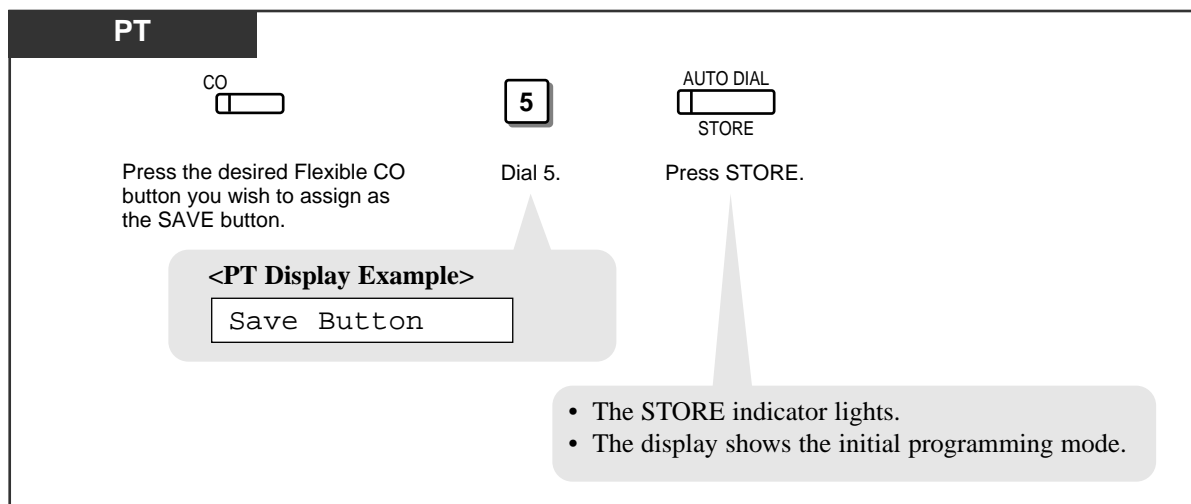 PT
CO
5
AUTO DIAL
STORE
Press the desired Flexible CO
button you wish to assign as
the SAVE button.
Dial 5.
Press STORE.
<PT Display Example>
Save Button
• The STORE indicator lights.
• The display shows the initial programming mode.